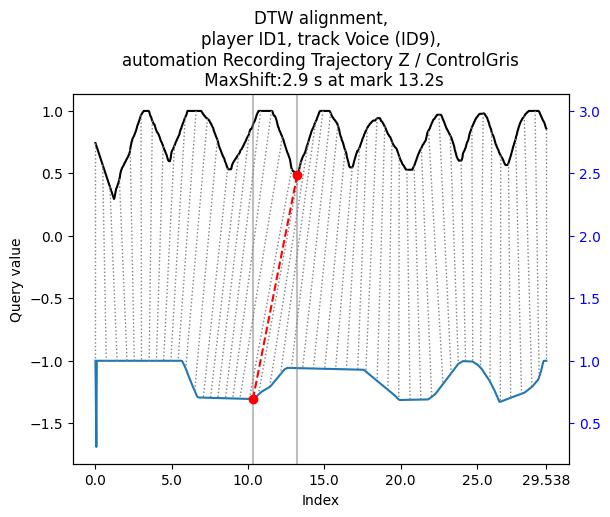 DTW alignment,
player ID1, track Voice (ID9),
automation Recording Trajectory Z / ControlGris
MaxShift:2.9 s at mark 13.2s
1.0
0.5
0.0
−0.5
−1.0
−1.5
Query value
3.0
2.5
2.0
1.5
1.0
0.5
0.0 5.0 10.0 15.0 20.0 25.0 29.538
Index